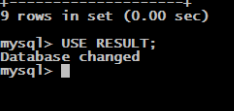 9 rows in set (0.00 sec)
mysql> USE RESULT;
Database changed
mysql>